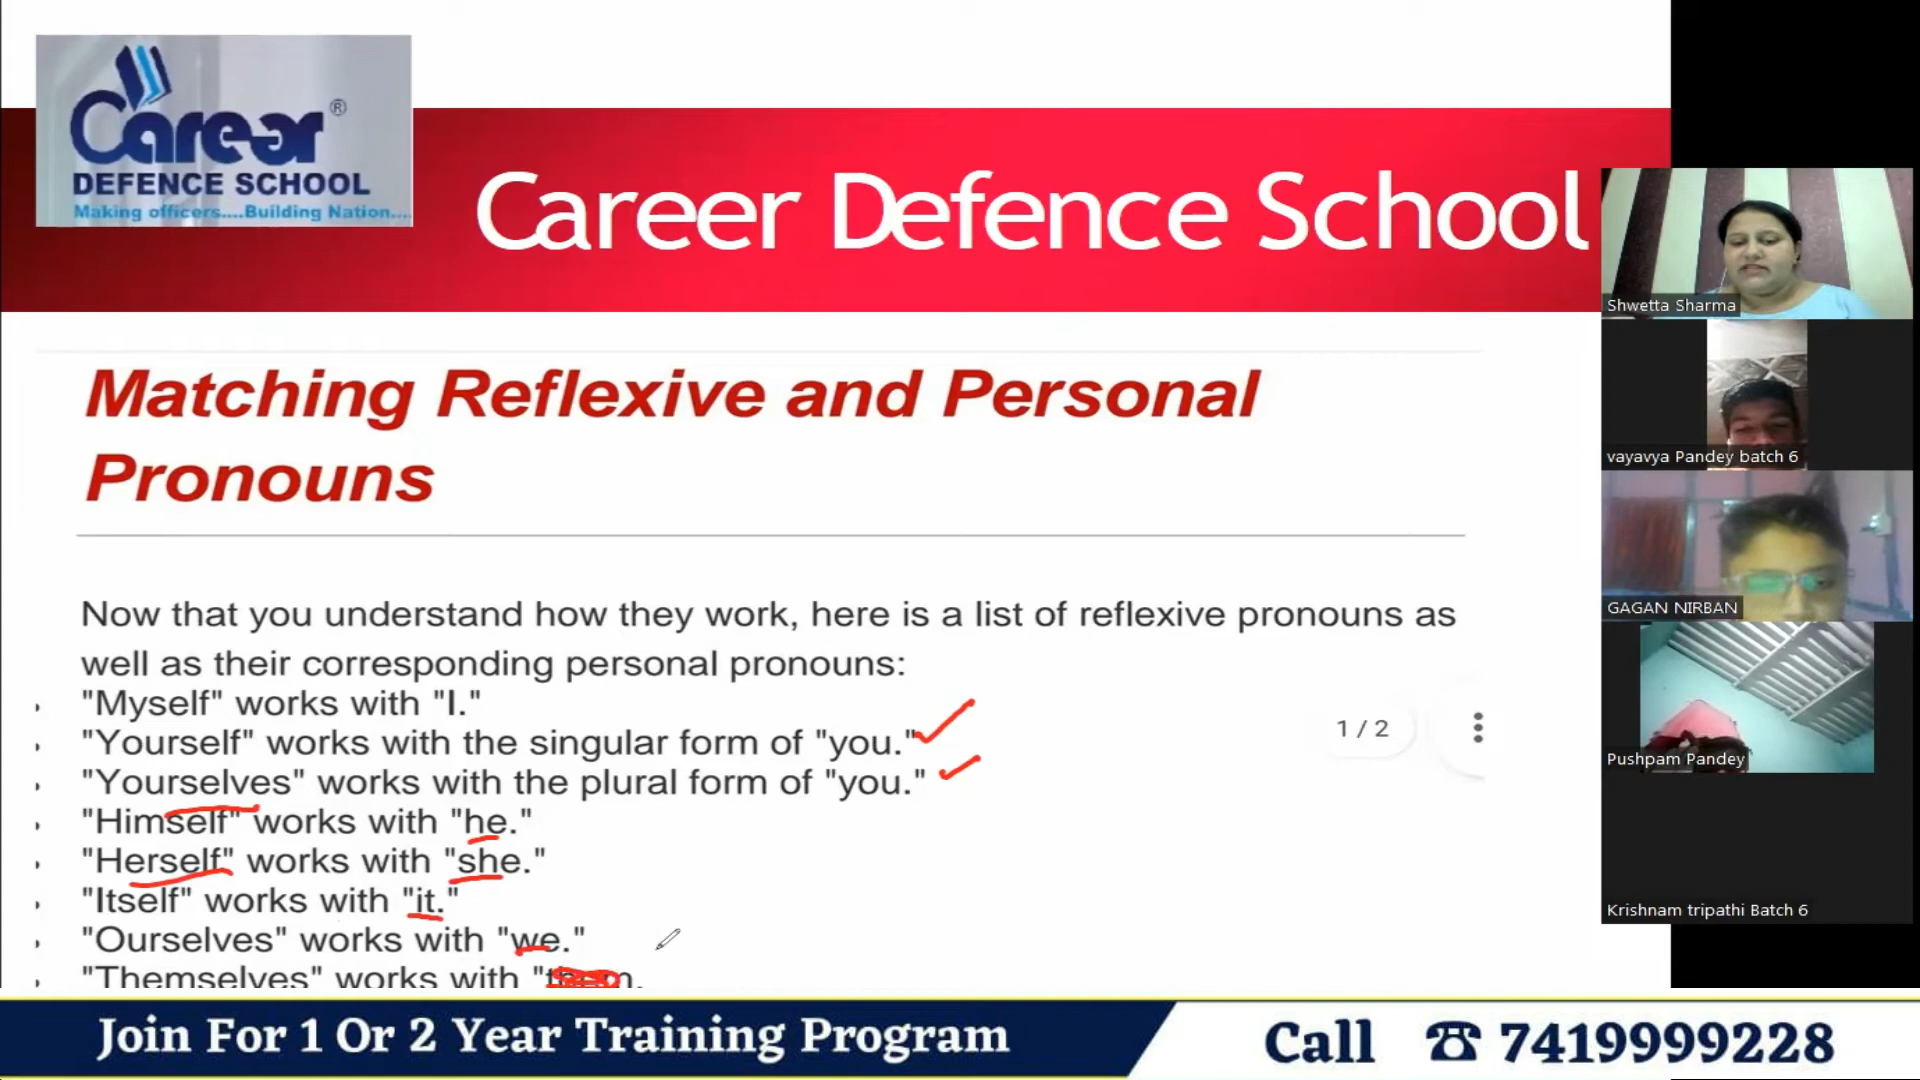 Career®
DEFENCE SCHOOL
Making officers....Building Nation....
Career Defence School
Matching Reflexive and Personal
Pronouns
Now that you understand how they work, here is a list of reflexive pronouns as
well as their corresponding personal pronouns:
"Myself" works with "I."
"Yourself" works with the singular form of "you."
"Yourselves" works with the plural form of "you."
"Himself" works with "he."
"Herself" works with "she."
"Itself" works with "it."
"Ourselves" works with "we."
"Themselves" works with "
1 / 2
Shwetta Sharma
vayavya Pandey batch 6
GAGAN NIRBAN
Pushpam Pandey
Krishnam tripathi Batch 6
Join For 1 Or 2 Year Training Program
Call ☎ 7419999228